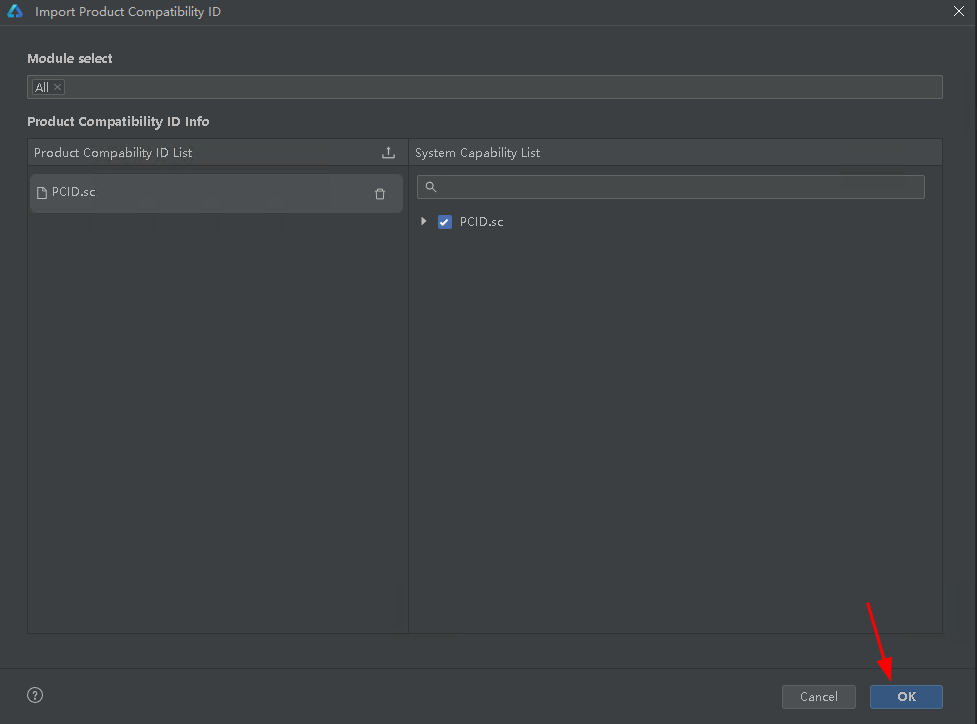 Import Product Compatibility ID
Module select
All
Product Compatibility ID Info
Product Compability ID List
System Capability List
PCID.sc
PCID.sc
Cancel
OK